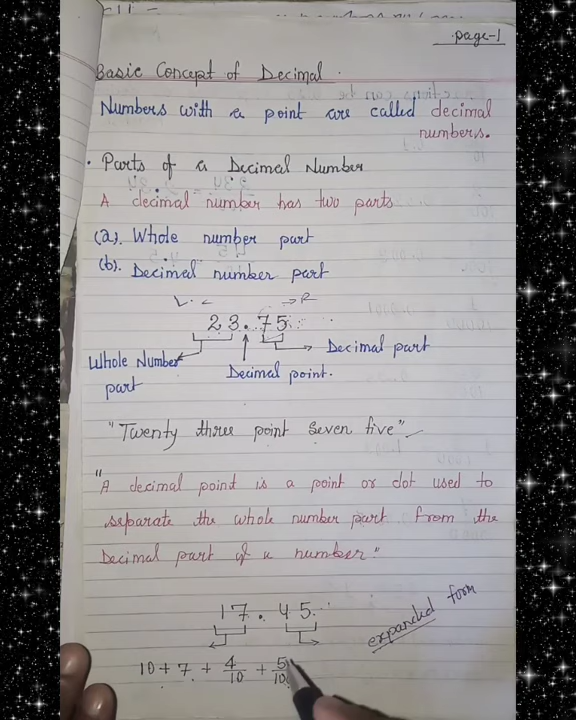 page-1
Basic Concept of Decimal.
Numbers with a point are called decimal
numbers.
• Parts of a Decimal Number
A decimal number has two parts
(a). Whole number part
(b). Decimal number part
L ← → R
23.75
Whole Number part
Decimal point.
Decimal part
"Twenty three point Seven five"
"A decimal point is a point or dot used to
separate the whole number part from the
Decimal part of a number."
17.45
expanded form
10 + 7 + 4/10 + 5/10